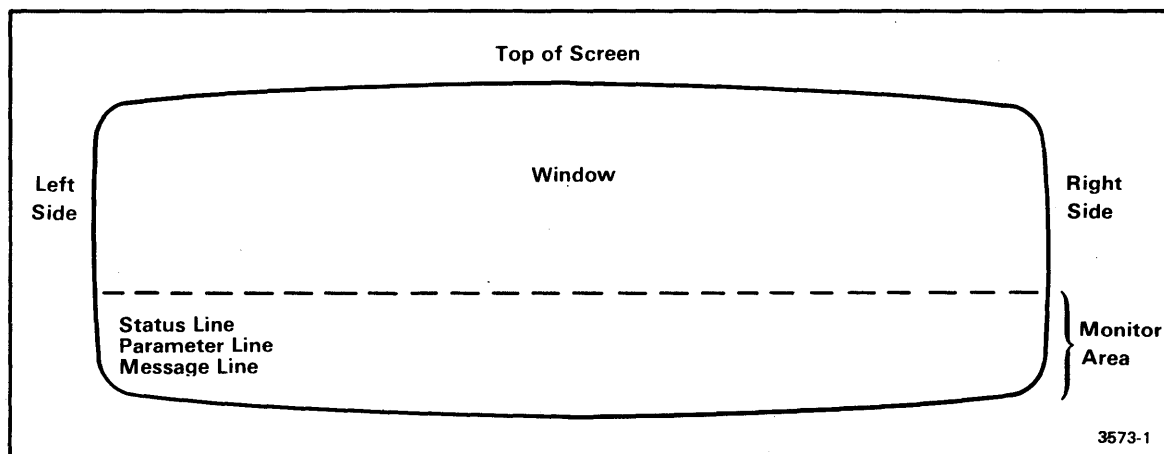 Top of Screen
Left
Side
Window
Right
Side
Status Line
Parameter Line
Message Line
Monitor
Area
3573-1